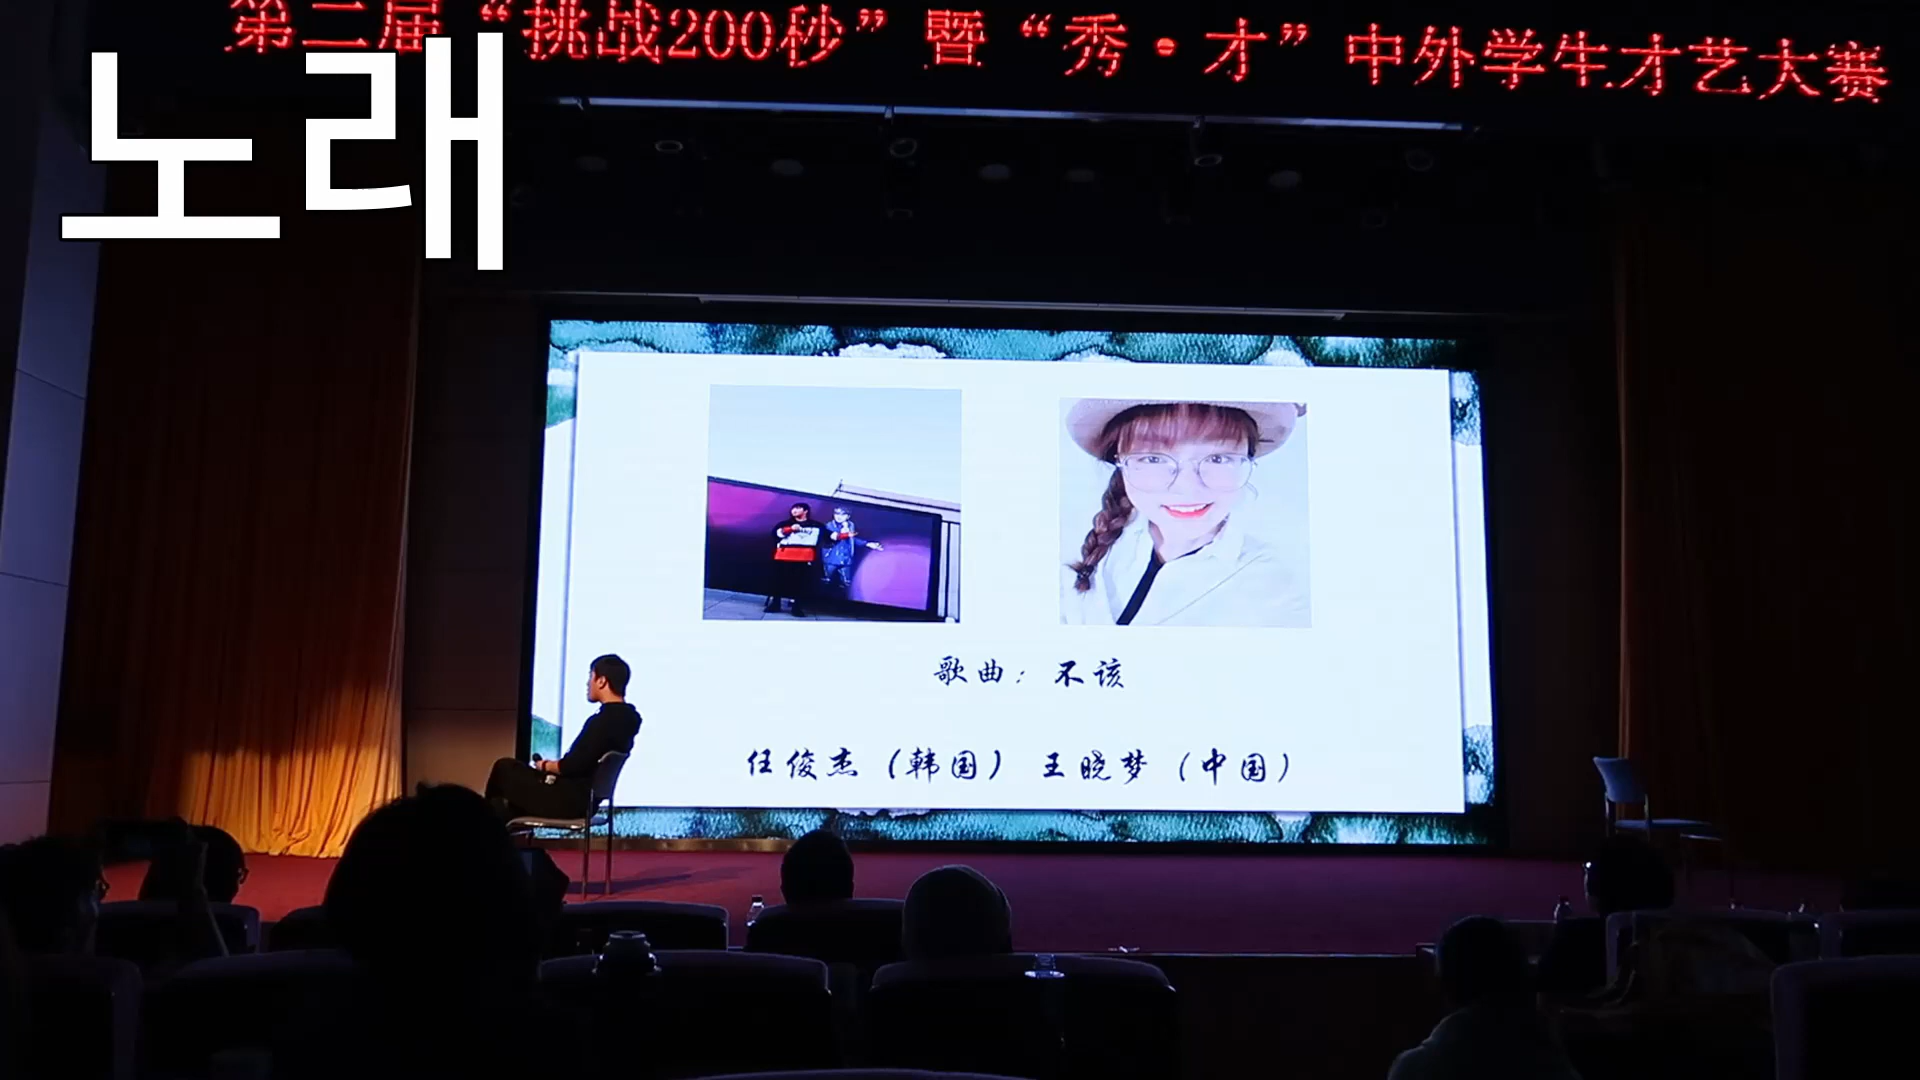 第二届“挑战200秒”暨“秀·才”中外学生才艺大赛
노래
歌曲：不该
任俊杰（韩国） 王晓梦（中国）